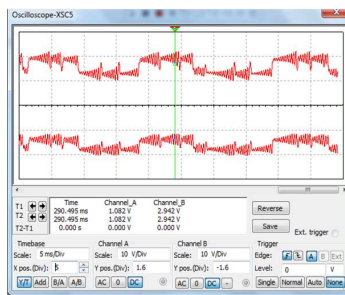 Oscilloscope-XSC5
Time Channel_A Channel_B
T1 290.495 ms 1.082 V 2.942 V
T2 290.495 ms 1.082 V 2.942 V
T2-T1 0.000 s 0.000 V 0.000 V
Reverse
Save
Ext. trigger
Timebase Channel A Channel B Trigger
Scale: 5 ms/Div Scale: 10 V/Div Scale: 10 V/Div Edge: F A B Ext
X pos.(Div): Y pos.(Div): 1.6 Y pos.(Div): -1.6 Level: 0 V
Y/T Add B/A A/B AC 0 DC AC 0 DC - Single Normal Auto None